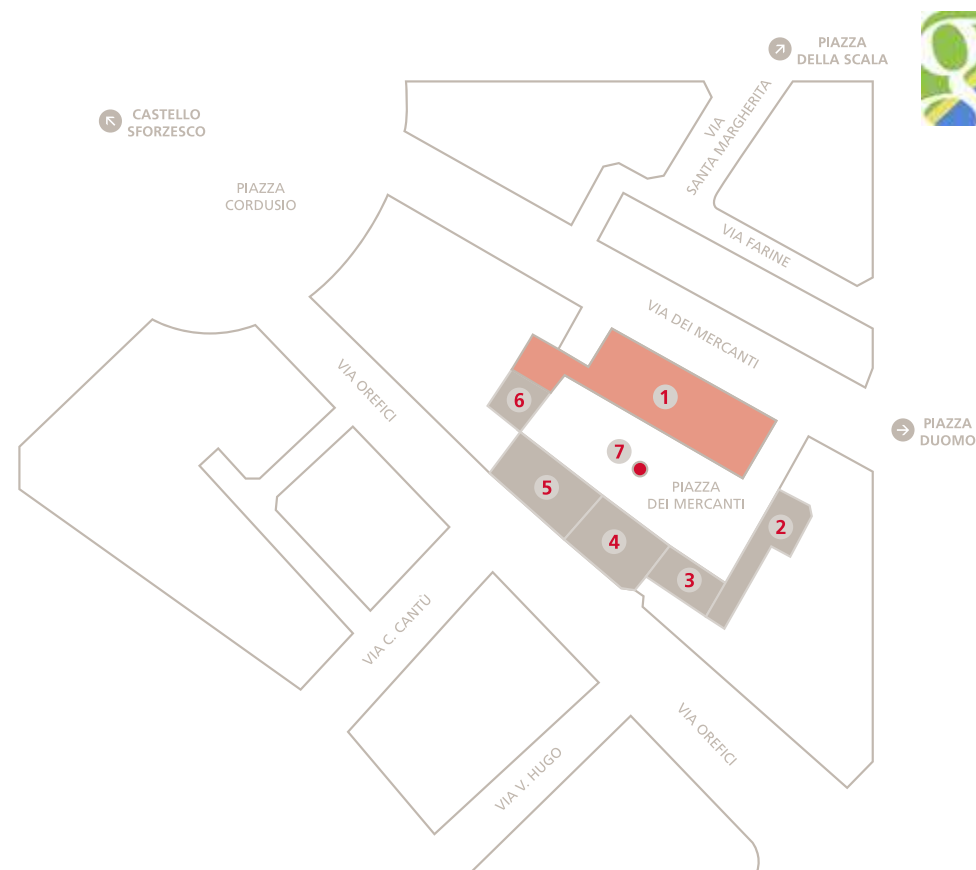 PIAZZA
DELLA SCALA
CASTELLO
SFORZESCO
VIA
SANTA MARGHERITA
PIAZZA
CORDUSIO
VIA FARINE
VIA DEI MERCANTI
VIA OREFICI
1
6
PIAZZA
DUOMO
7
5
PIAZZA
DEI MERCANTI
2
4
3
VIA C. CANTÙ
VIA OREFICI
VIA V. HUGO
g